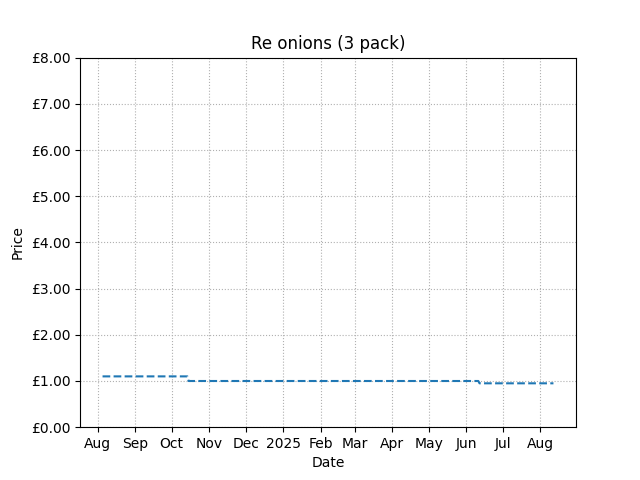 Re onions (3 pack)
£8.00
£7.00
£6.00
£5.00
£4.00
£3.00
£2.00
£1.00
£0.00
Price
Aug Sep Oct Nov Dec 2025 Feb Mar Apr May Jun Jul Aug
Date